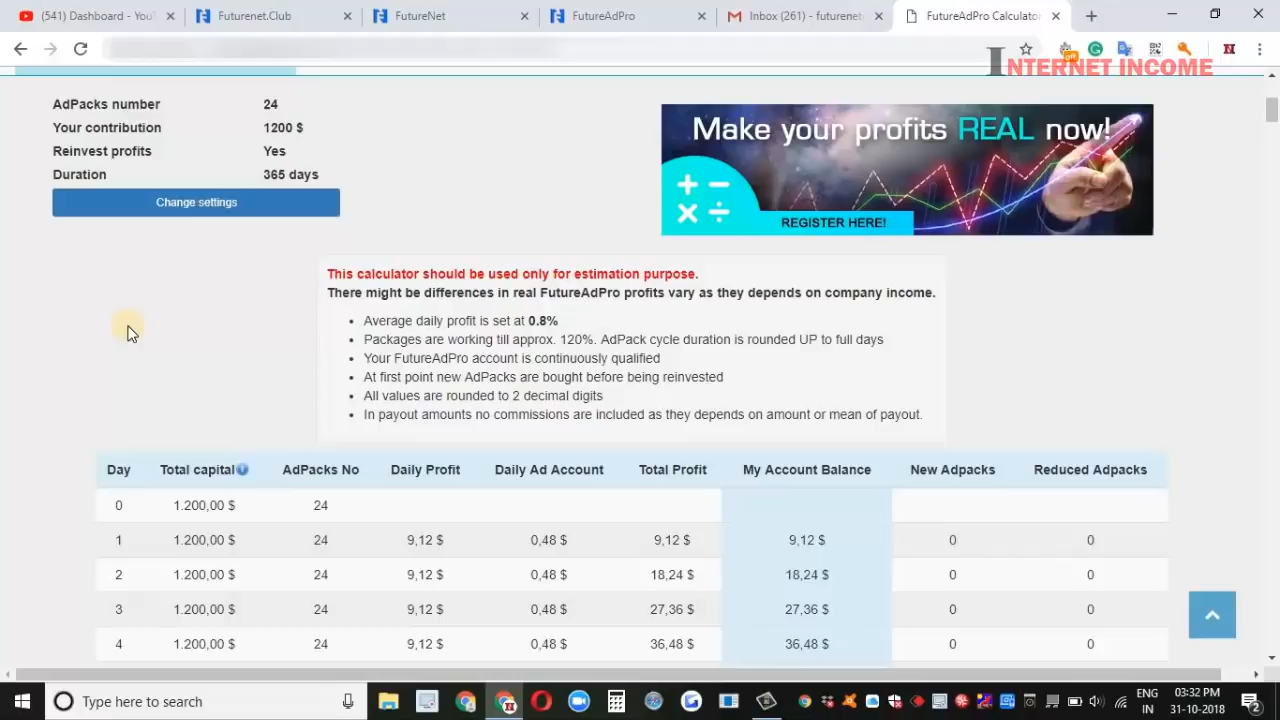 (541) Dashboard - You
Futurenet.Club
FutureNet
FutureAdPro
Inbox (261) - futurenet
FutureAdPro Calculator
off
INTERNET INCOME
AdPacks number 24
Your contribution 1200 $
Reinvest profits Yes
Duration 365 days
Change settings
Make your profits REAL now!
REGISTER HERE!
This calculator should be used only for estimation purpose.
There might be differences in real FutureAdPro profits vary as they depends on company income.
• Average daily profit is set at 0.8%
• Packages are working till approx. 120%. AdPack cycle duration is rounded UP to full days
• Your FutureAdPro account is continuously qualified
• At first point new AdPacks are bought before being reinvested
• All values are rounded to 2 decimal digits
• In payout amounts no commissions are included as they depends on amount or mean of payout.
Day Total capital AdPacks No Daily Profit Daily Ad Account Total Profit My Account Balance New Adpacks Reduced Adpacks
0 1.200,00 $ 24
1 1.200,00 $ 24 9,12 $ 0,48 $ 9,12 $ 9,12 $ 0 0
2 1.200,00 $ 24 9,12 $ 0,48 $ 18,24 $ 18,24 $ 0 0
3 1.200,00 $ 24 9,12 $ 0,48 $ 27,36 $ 27,36 $ 0 0
4 1.200,00 $ 24 9,12 $ 0,48 $ 36,48 $ 36,48 $ 0 0
Type here to search
ENG
IN
03:32 PM
31-10-2018
2